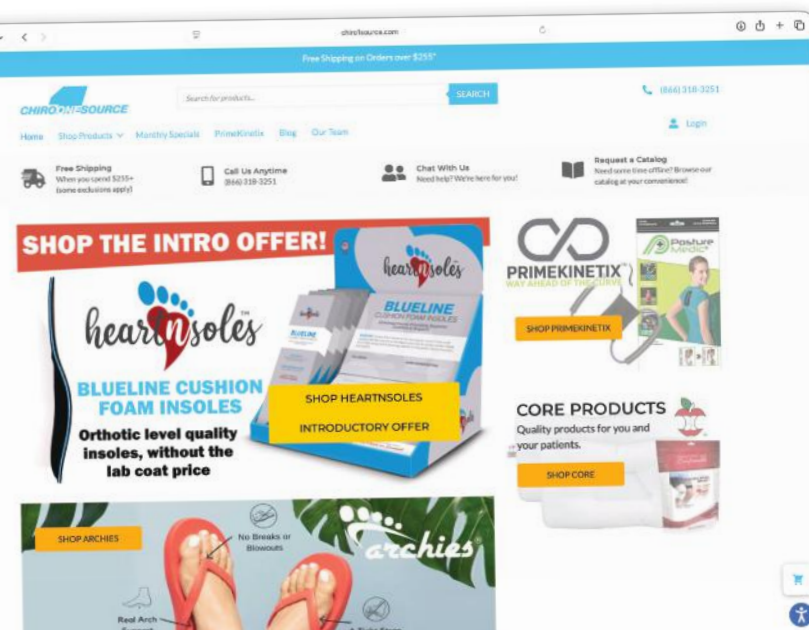 chiro1source.com
Free Shipping on Orders over $255*
CHIROONESOURCE
Search for products...
SEARCH
(866) 318-3251
Login
Home
Shop Products
Monthly Specials
PrimeKinetix
Blog
Our Team
Free Shipping
When you spend $255+
(some exclusions apply)
Call Us Anytime
(866) 318-3251
Chat With Us
Need help? We're here for you!
Request a Catalog
Need some time offline? Browse our
catalog at your convenience!
SHOP THE INTRO OFFER!
heartnsoles™
BLUELINE CUSHION
FOAM INSOLES
Orthotic level quality
insoles, without the
lab coat price
heartnsoles
BLUELINE
CUSHION FOAM INSOLES
BLUELINE
SHOP HEARTNSOLES
INTRODUCTORY OFFER
PRIMEKINETIX™
WAY AHEAD OF THE CURVE
SHOP PRIMEKINETIX
Posture
Medic
CORE PRODUCTS
Quality products for you and
your patients.
SHOP CORE
SHOP ARCHIES
No Breaks or
Blowouts
archies
Real Arch